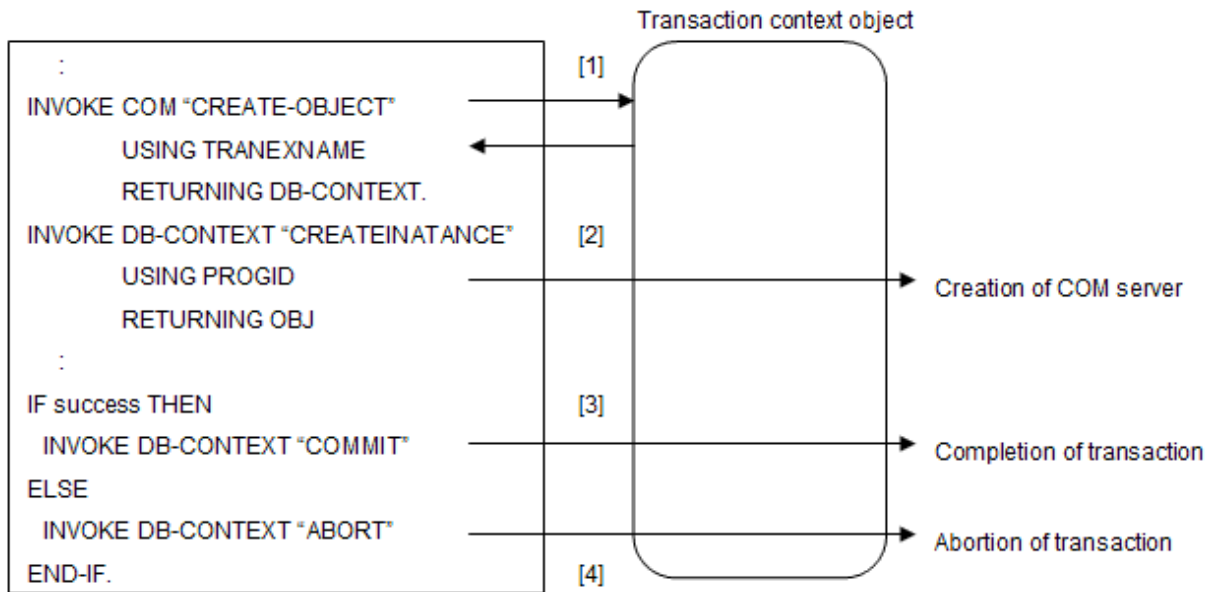 Transaction context object
:
[1]
INVOKE COM “CREATE-OBJECT”
USING TRANEXNAME
RETURNING DB-CONTEXT.
INVOKE DB-CONTEXT “CREATEINATANCE”
[2]
USING PROGID
Creation of COM server
RETURNING OBJ
:
IF success THEN
[3]
INVOKE DB-CONTEXT “COMMIT”
Completion of transaction
ELSE
INVOKE DB-CONTEXT “ABORT”
Abortion of transaction
END-IF.
[4]